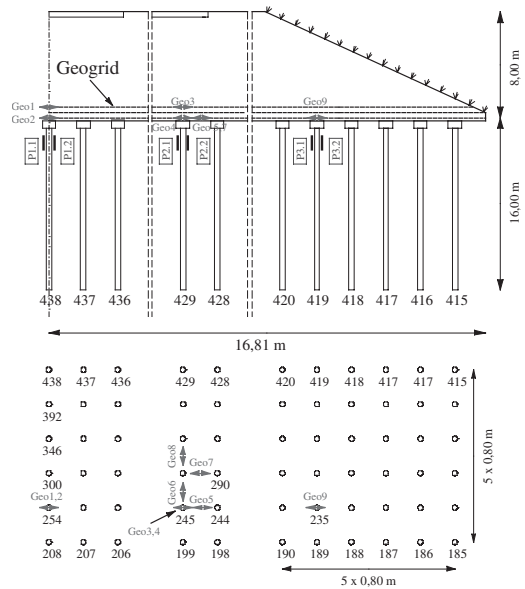 8,00 m
Geogrid
Geo1
Geo3
Geo9
Geo2
Geo4
Geo5,7
P1.1
P1.2
P2.1
P2.2
P3.1
P3.2
16,00 m
438 437 436 429 428 420 419 418 417 416 415
16,81 m
438 437 436 429 428 420 419 418 417 417 415
392
346
Geo8
Geo7
300
290
Geo6
Geo1,2
Geo5
Geo9
254
245
244
235
Geo3,4
5 x 0,80 m
208 207 206 199 198 190 189 188 187 186 185
5 x 0,80 m